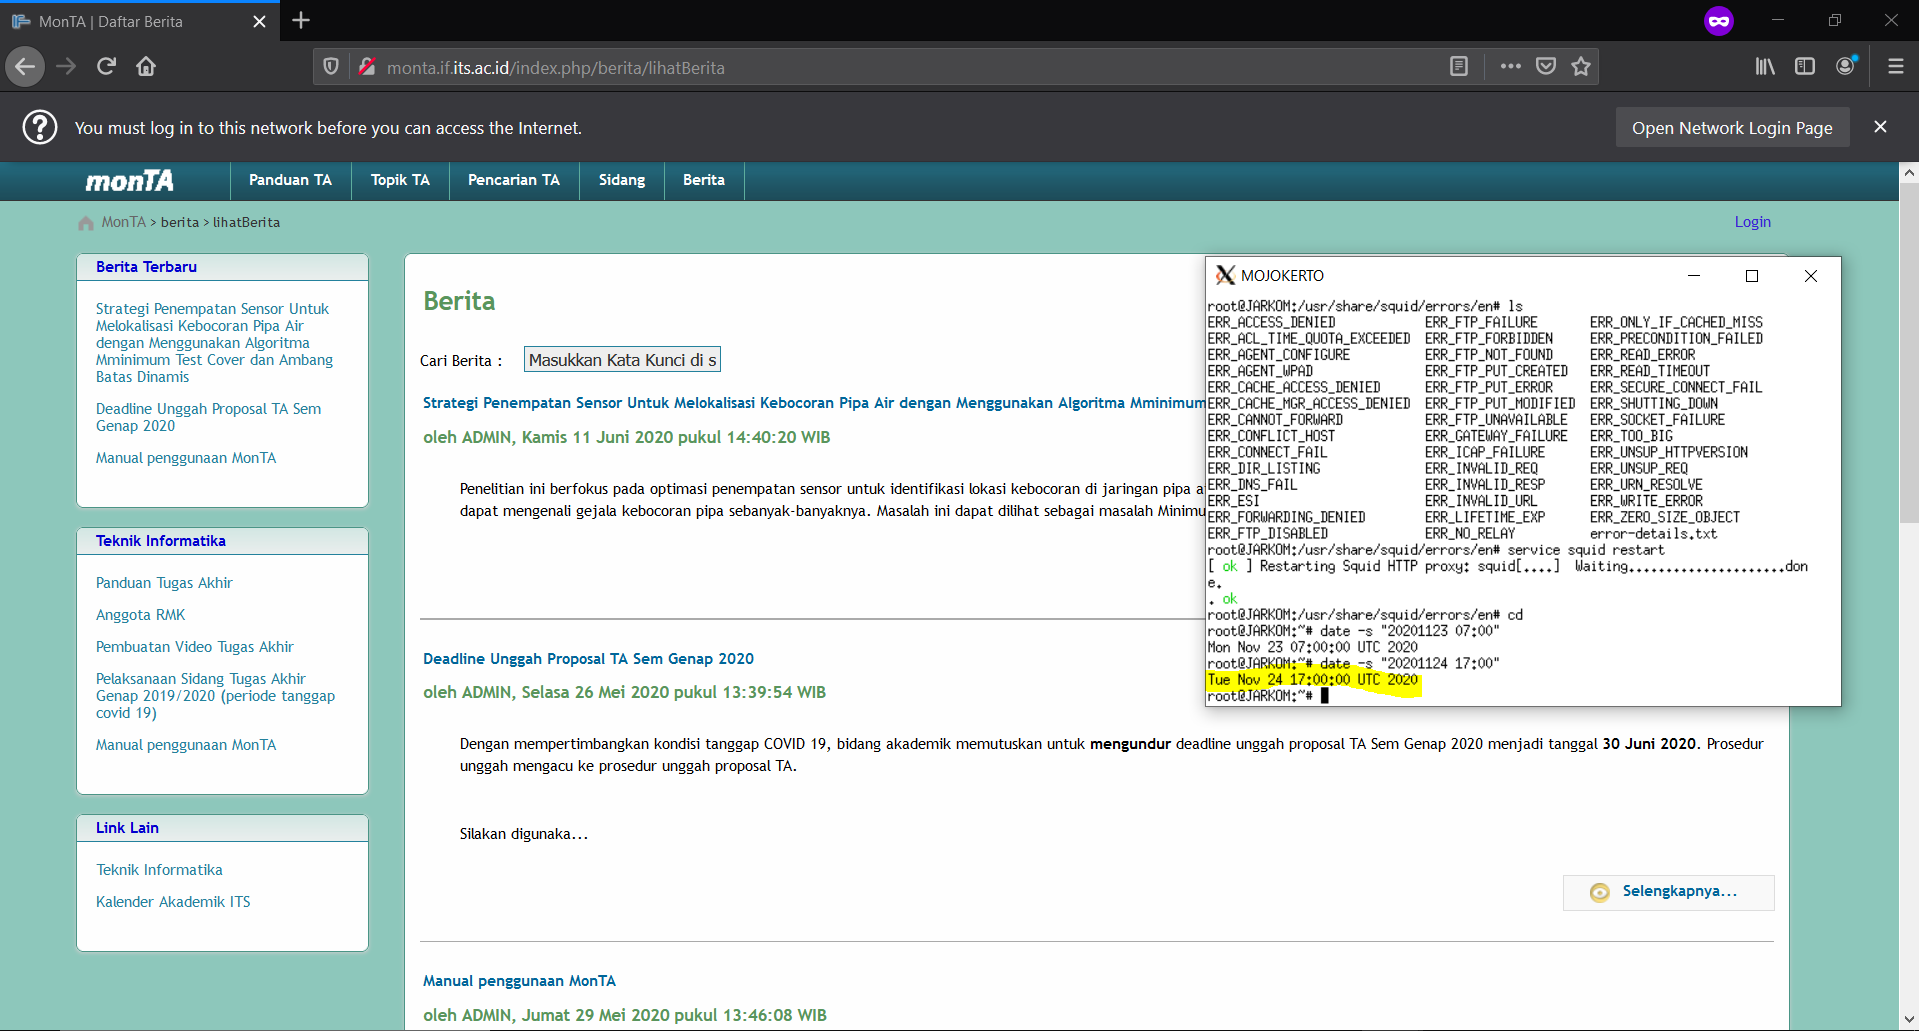 MonTA | Daftar Berita
monta.if.its.ac.id/index.php/berita/lihatBerita
You must log in to this network before you can access the Internet.
Open Network Login Page
monTA
Panduan TA
Topik TA
Pencarian TA
Sidang
Berita
MonTA > berita > lihatBerita
Login
Berita Terbaru
Strategi Penempatan Sensor Untuk
Melokalisasi Kebocoran Pipa Air
dengan Menggunakan Algoritma
Mminimum Test Cover dan Ambang
Batas Dinamis
Deadline Unggah Proposal TA Sem
Genap 2020
Manual penggunaan MonTA
Teknik Informatika
Panduan Tugas Akhir
Anggota RMK
Pembuatan Video Tugas Akhir
Pelaksanaan Sidang Tugas Akhir
Genap 2019/2020 (periode tanggap
covid 19)
Manual penggunaan MonTA
Link Lain
Teknik Informatika
Kalender Akademik ITS
Berita
Cari Berita :
Masukkan Kata Kunci di s
Strategi Penempatan Sensor Untuk Melokalisasi Kebocoran Pipa Air dengan Menggunakan Algoritma Mminimum
oleh ADMIN, Kamis 11 Juni 2020 pukul 14:40:20 WIB
Penelitian ini berfokus pada optimasi penempatan sensor untuk identifikasi lokasi kebocoran di jaringan pipa a
dapat mengenali gejala kebocoran pipa sebanyak-banyaknya. Masalah ini dapat dilihat sebagai masalah Minimu
Deadline Unggah Proposal TA Sem Genap 2020
oleh ADMIN, Selasa 26 Mei 2020 pukul 13:39:54 WIB
Dengan mempertimbangkan kondisi tanggap COVID 19, bidang akademik memutuskan untuk mengundur deadline unggah proposal TA Sem Genap 2020 menjadi tanggal 30 Juni 2020. Prosedur
unggah mengacu ke prosedur unggah proposal TA.
Silakan digunaka...
Selengkapnya...
Manual penggunaan MonTA
oleh ADMIN, Jumat 29 Mei 2020 pukul 13:46:08 WIB
MOJOKERTO
root@JARKOM:/usr/share/squid/errors/en# ls
ERR_ACCESS_DENIED ERR_FTP_FAILURE ERR_ONLY_IF_CACHED_MISS
ERR_ACL_TIME_QUOTA_EXCEEDED ERR_FTP_FORBIDDEN ERR_PRECONDITION_FAILED
ERR_AGENT_CONFIGURE ERR_FTP_NOT_FOUND ERR_READ_ERROR
ERR_AGENT_WPAD ERR_FTP_PUT_CREATED ERR_READ_TIMEOUT
ERR_CACHE_ACCESS_DENIED ERR_FTP_PUT_ERROR ERR_SECURE_CONNECT_FAIL
ERR_CACHE_MGR_ACCESS_DENIED ERR_FTP_PUT_MODIFIED ERR_SHUTTING_DOWN
ERR_CANNOT_FORWARD ERR_FTP_UNAVAILABLE ERR_SOCKET_FAILURE
ERR_CONFLICT_HOST ERR_GATEWAY_FAILURE ERR_TOO_BIG
ERR_CONNECT_FAIL ERR_ICAP_FAILURE ERR_UNSUP_HTTPVERSION
ERR_DIR_LISTING ERR_INVALID_REQ ERR_UNSUP_REQ
ERR_DNS_FAIL ERR_INVALID_RESP ERR_URN_RESOLVE
ERR_ESI ERR_INVALID_URL ERR_WRITE_ERROR
ERR_FORWARDING_DENIED ERR_LIFETIME_EXP ERR_ZERO_SIZE_OBJECT
ERR_FTP_DISABLED ERR_NO_RELAY error-details.txt
root@JARKOM:/usr/share/squid/errors/en# service squid restart
[ ok ] Restarting Squid HTTP proxy: squid[....]  Waiting.....................don
e.
. ok
root@JARKOM:/usr/share/squid/errors/en# cd
root@JARKOM:~# date -s "20201123 07:00"
Mon Nov 23 07:00:00 UTC 2020
root@JARKOM:~# date -s "20201124 17:00"
Tue Nov 24 17:00:00 UTC 2020
root@JARKOM:~#